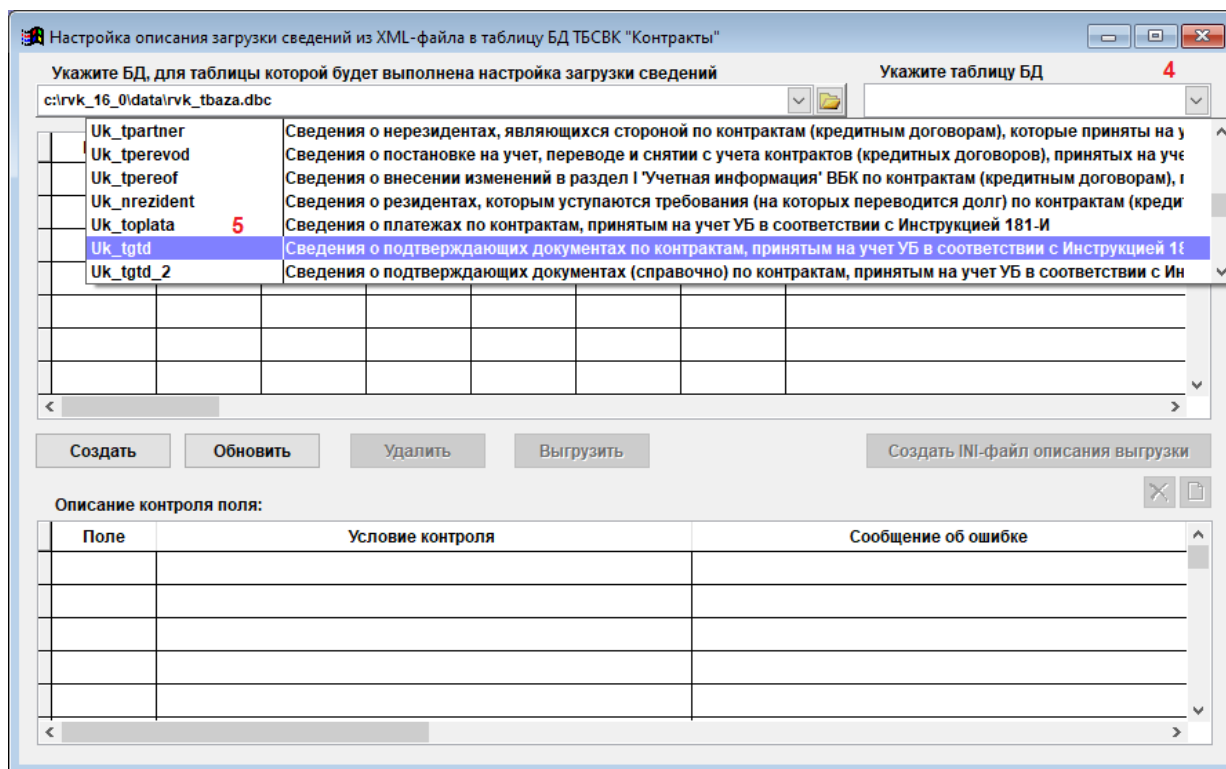 Настройка описания загрузки сведений из XML-файла в таблицу БД ТБСВК "Контракты"
Укажите БД, для таблицы которой будет выполнена настройка загрузки сведений
Укажите таблицу БД 4
c:\rvk_16_0\data\rvk_tbaza.dbc
Uk_tpartner Сведения о нерезидентах, являющихся стороной по контрактам (кредитным договорам), которые приняты на у
Uk_tperevod Сведения о постановке на учет, переводе и снятии с учета контрактов (кредитных договоров), принятых на уче
Uk_tpereof Сведения о внесении изменений в раздел I 'Учетная информация' ВБК по контрактам (кредитным договорам),
Uk_nrezident Сведения о резидентах, которым уступаются требования (на которых переводится долг) по контрактам (креди
Uk_toplata 5 Сведения о платежах по контрактам, принятым на учет УБ в соответствии с Инструкцией 181-И
Uk_tgtd Сведения о подтверждающих документах по контрактам, принятым на учет УБ в соответствии с Инструкцией 18
Uk_tgtd_2 Сведения о подтверждающих документах (справочно) по контрактам, принятым на учет УБ в соответствии с Ин
Создать Обновить Удалить Выгрузить Создать INI-файл описания выгрузки
Описание контроля поля:
Поле Условие контроля Сообщение об ошибке